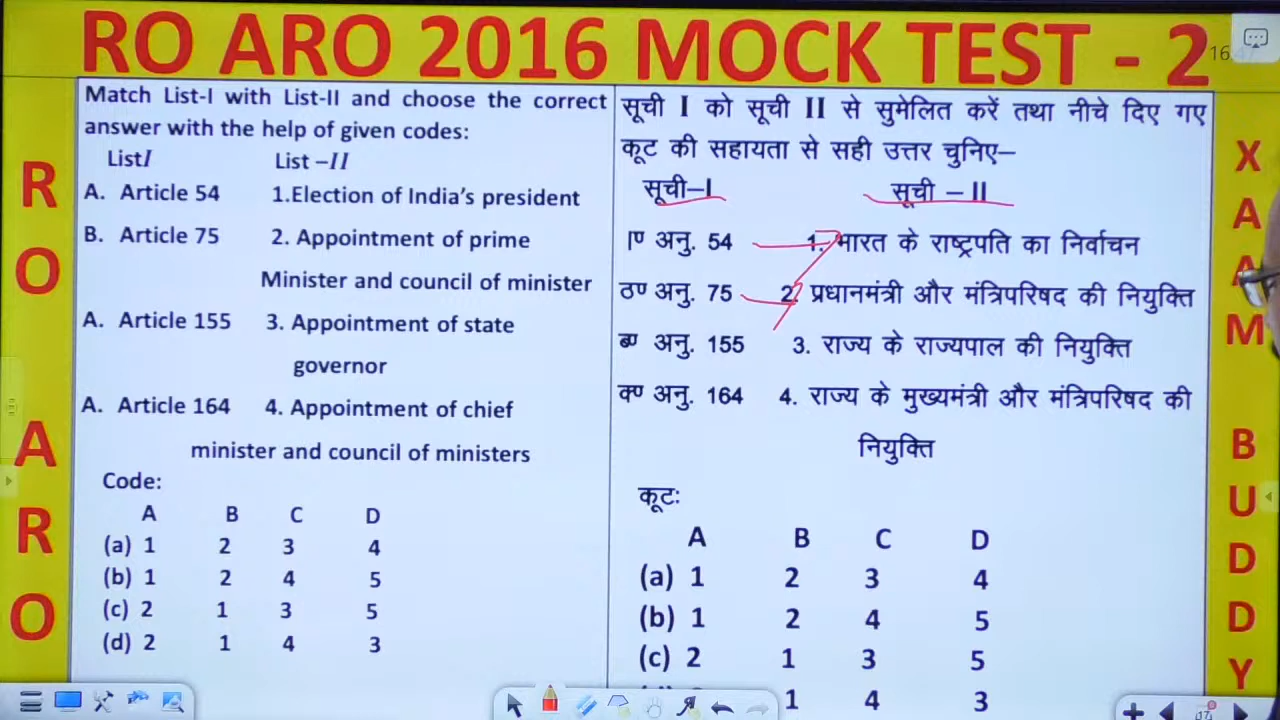 RO ARO 2016 MOCK TEST - 2
Match List-I with List-II and choose the correct
answer with the help of given codes:
ListI List –II
A. Article 54 1.Election of India's president
B. Article 75 2. Appointment of prime
Minister and council of minister
A. Article 155 3. Appointment of state
governor
A. Article 164 4. Appointment of chief
minister and council of ministers
Code:
A B C D
(a) 1 2 3 4
(b) 1 2 4 5
(c) 2 1 3 5
(d) 2 1 4 3
सूची I को सूची II से सुमेलित करें तथा नीचे दिए गए
कूट की सहायता से सही उत्तर चुनिए–
सूची–I सूची – II
।ण अनु. 54 1. भारत के राष्ट्रपति का निर्वाचन
ठण अनु. 75 2. प्रधानमंत्री और मंत्रिपरिषद की नियुक्ति
अनु. 155 3. राज्य के राज्यपाल की नियुक्ति
क्ण अनु. 164 4. राज्य के मुख्यमंत्री और मंत्रिपरिषद की
नियुक्ति
कूटः
A B C D
(a) 1 2 3 4
(b) 1 2 4 5
(c) 2 1 3 5
1 4 3
RO ARO
XAM BUDDY